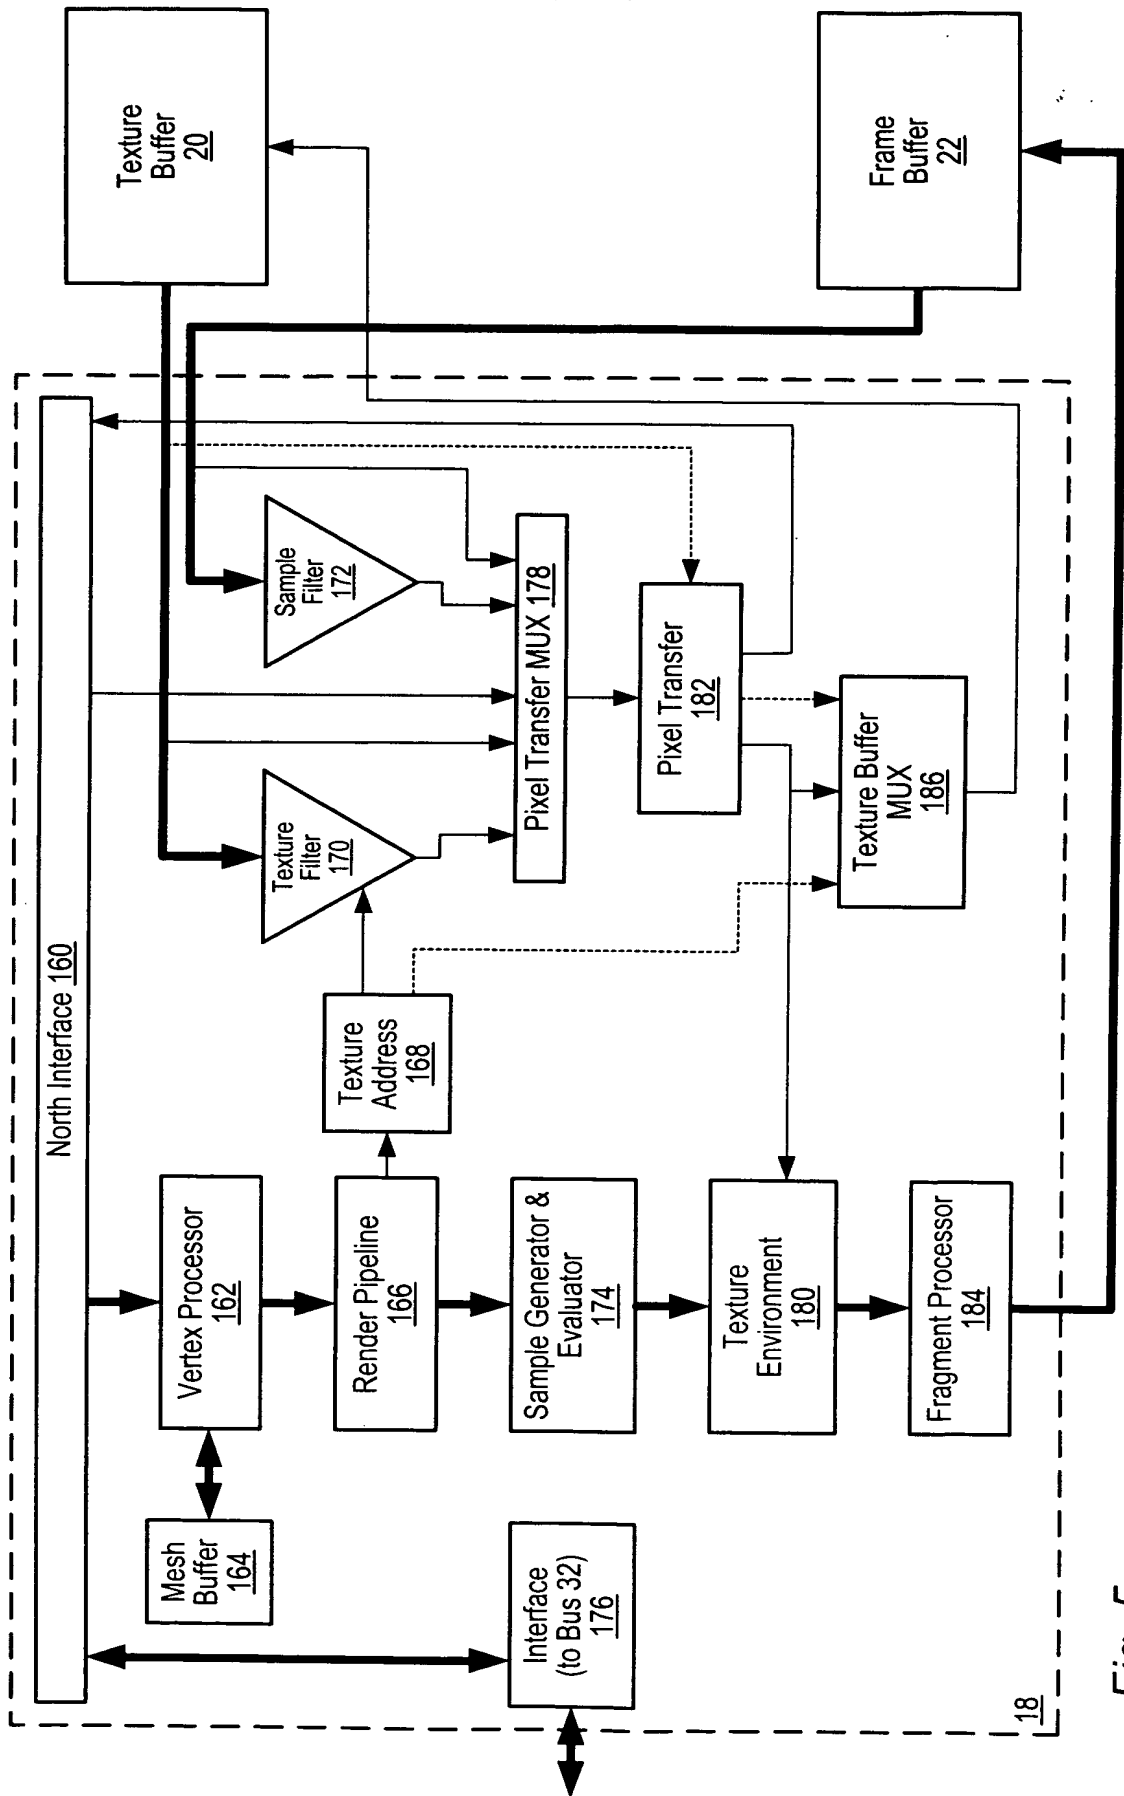 North Interface 160
Mesh
Buffer
164
Vertex Processor
162
Texture
Buffer
20
Render Pipeline
166
Texture
Address
168
Texture
Filter
170
Sample
Filter
172
Interface
(to Bus 32)
176
Sample Generator &
Evaluator
174
Pixel Transfer MUX 178
Texture
Environment
180
Pixel Transfer
182
Fragment Processor
184
Texture Buffer
MUX
186
Frame
Buffer
22
18